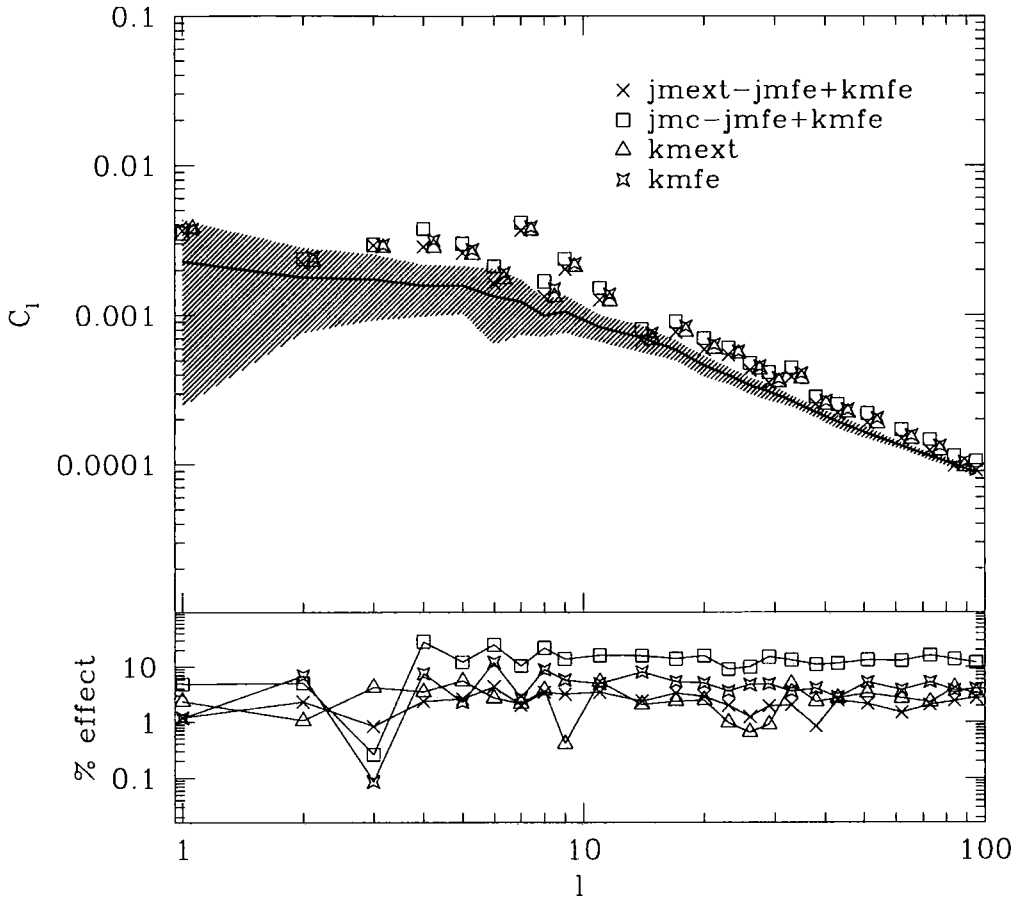 0.1
0.01
0.001
0.0001
C_l
× jmext−jmfe+kmfe
□ jmc−jmfe+kmfe
△ kmext
kmfe
% effect
10
1
0.1
1
10
100
l